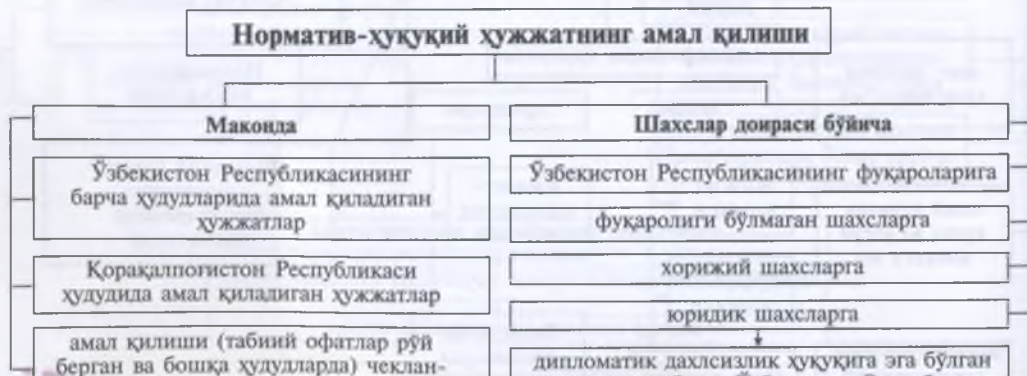 Норматив-ҳуқуқий ҳужжатнинг амал қилиши
Маконда
Ўзбекистон Республикасининг
барча ҳудудларида амал қиладиган
ҳужжатлар
Қорақалпоғистон Республикаси
ҳудудида амал қиладиган ҳужжатлар
амал қилиши (табиий офатлар рўй
берган ва бошқа ҳудудларда) чеклан-
Шахслар доираси бўйича
Ўзбекистон Республикасининг фуқароларига
фуқаролиги бўлмаган шахсларга
хорижий шахсларга
юридик шахсларга
дипломатик дахлсизлик ҳуқуқига эга бўлган